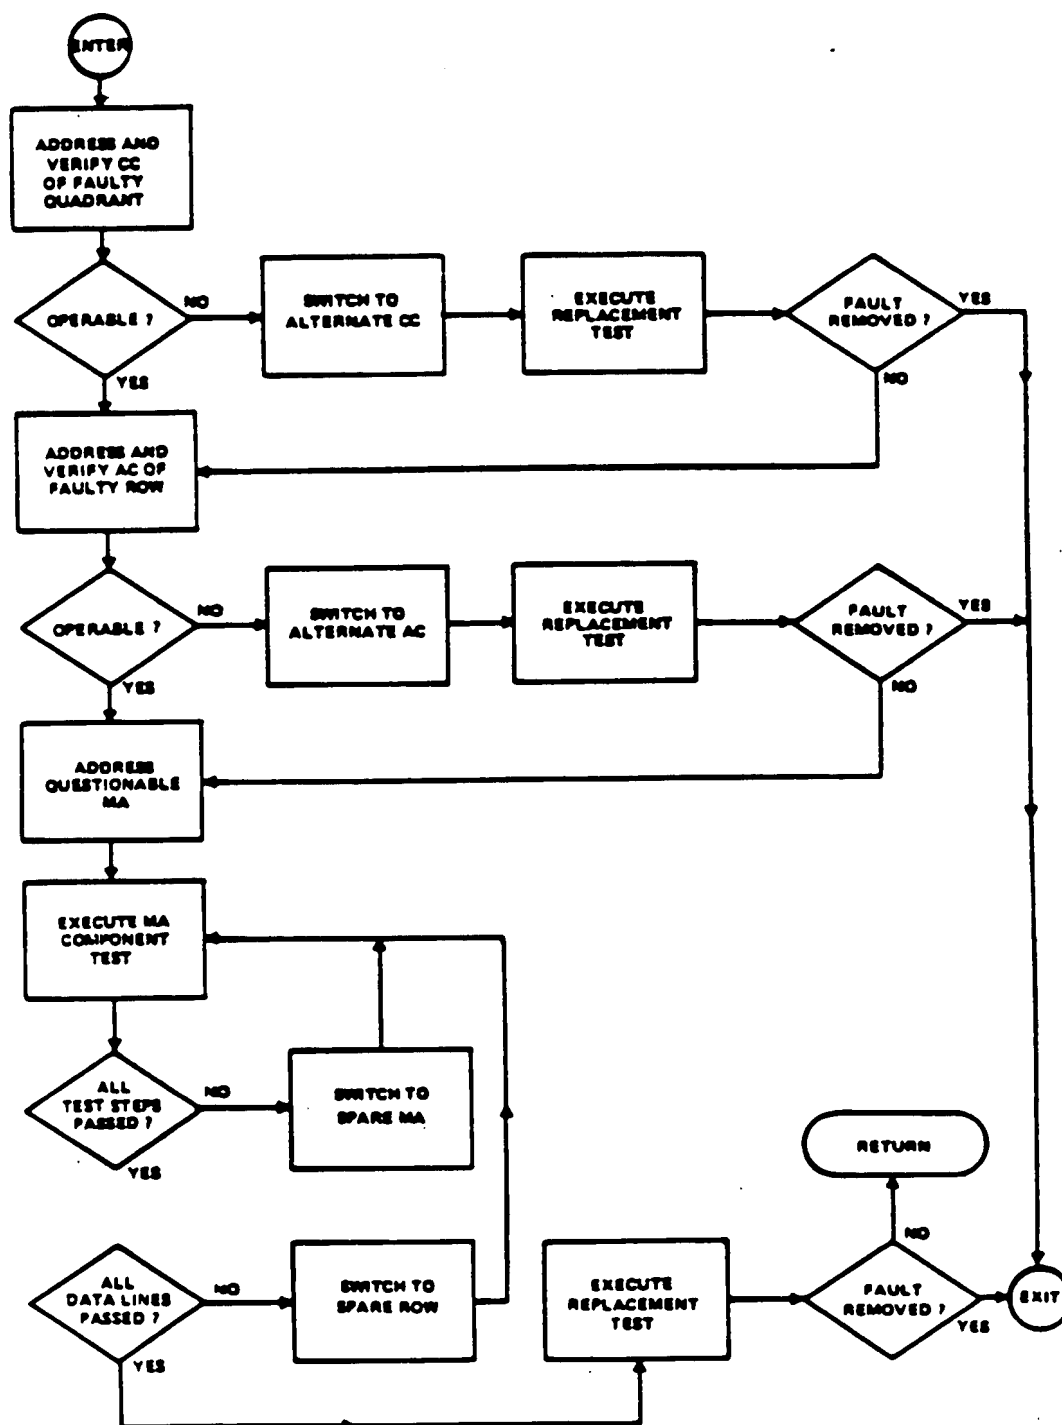 ENTER
ADDRESS AND
VERIFY CC
OF FAULTY
QUADRANT
OPERABLE ?
NO
YES
SWITCH TO
ALTERNATE CC
EXECUTE
REPLACEMENT
TEST
FAULT
REMOVED ?
YES
NO
ADDRESS AND
VERIFY AC OF
FAULTY ROW
OPERABLE ?
NO
YES
SWITCH TO
ALTERNATE AC
EXECUTE
REPLACEMENT
TEST
FAULT
REMOVED ?
YES
NO
ADDRESS
QUESTIONABLE
MA
EXECUTE MA
COMPONENT
TEST
ALL
TEST STEPS
PASSED ?
NO
YES
SWITCH TO
SPARE MA
ALL
DATA LINES
PASSED ?
NO
YES
SWITCH TO
SPARE ROW
EXECUTE
REPLACEMENT
TEST
FAULT
REMOVED ?
NO
YES
RETURN
EXIT